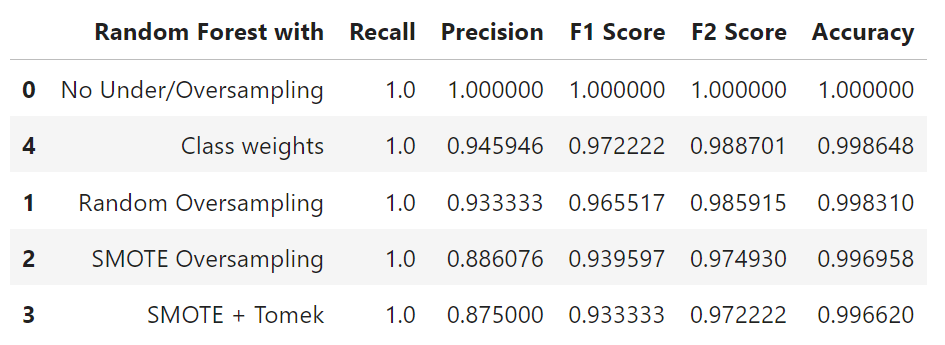 Random Forest with Recall Precision F1 Score F2 Score Accuracy
0 No Under/Oversampling 1.0 1.000000 1.000000 1.000000 1.000000
4 Class weights 1.0 0.945946 0.972222 0.988701 0.998648
1 Random Oversampling 1.0 0.933333 0.965517 0.985915 0.998310
2 SMOTE Oversampling 1.0 0.886076 0.939597 0.974930 0.996958
3 SMOTE + Tomek 1.0 0.875000 0.933333 0.972222 0.996620